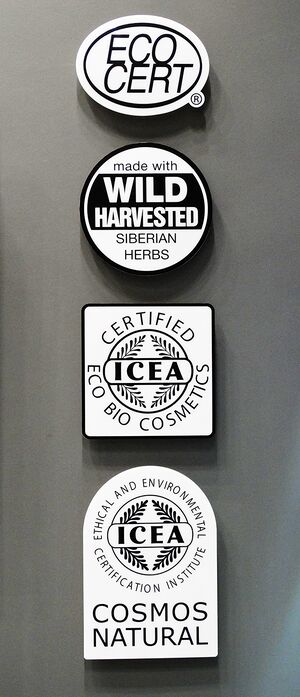 ECO
CERT
®
made with
WILD
HARVESTED
SIBERIAN
HERBS
CERTIFIED
ICEA
ECO BIO COSMETICS
ETHICAL AND ENVIRONMENTAL
ICEA
CERTIFICATION INSTITUTE
COSMOS
NATURAL